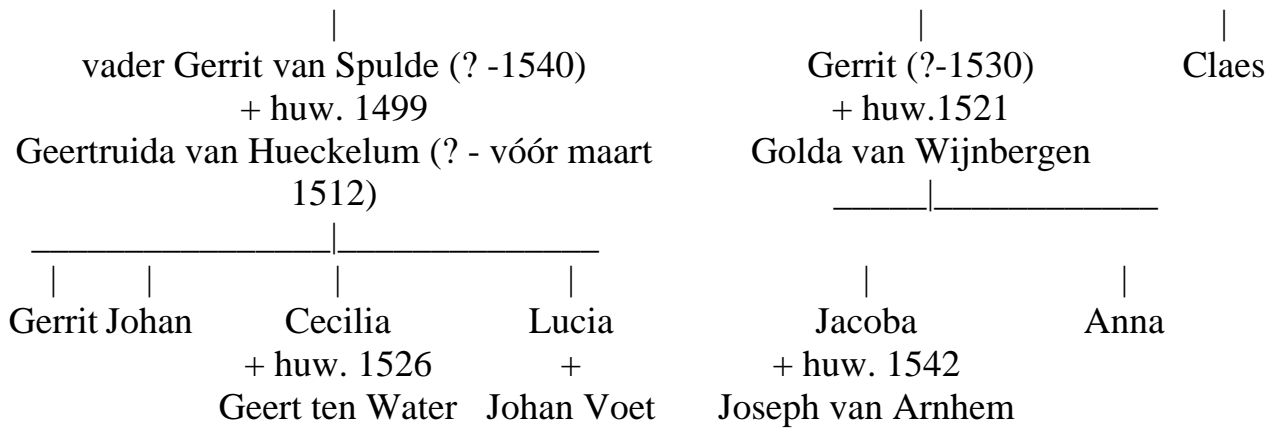 vader Gerrit van Spulde (? -1540) Gerrit (?-1530) Claes
+ huw. 1499 + huw.1521
Geertruida van Hueckelum (? - vóór maart Golda van Wijnbergen
1512)
Gerrit Johan Cecilia Lucia Jacoba Anna
+ huw. 1526 + + huw. 1542
Geert ten Water Johan Voet Joseph van Arnhem